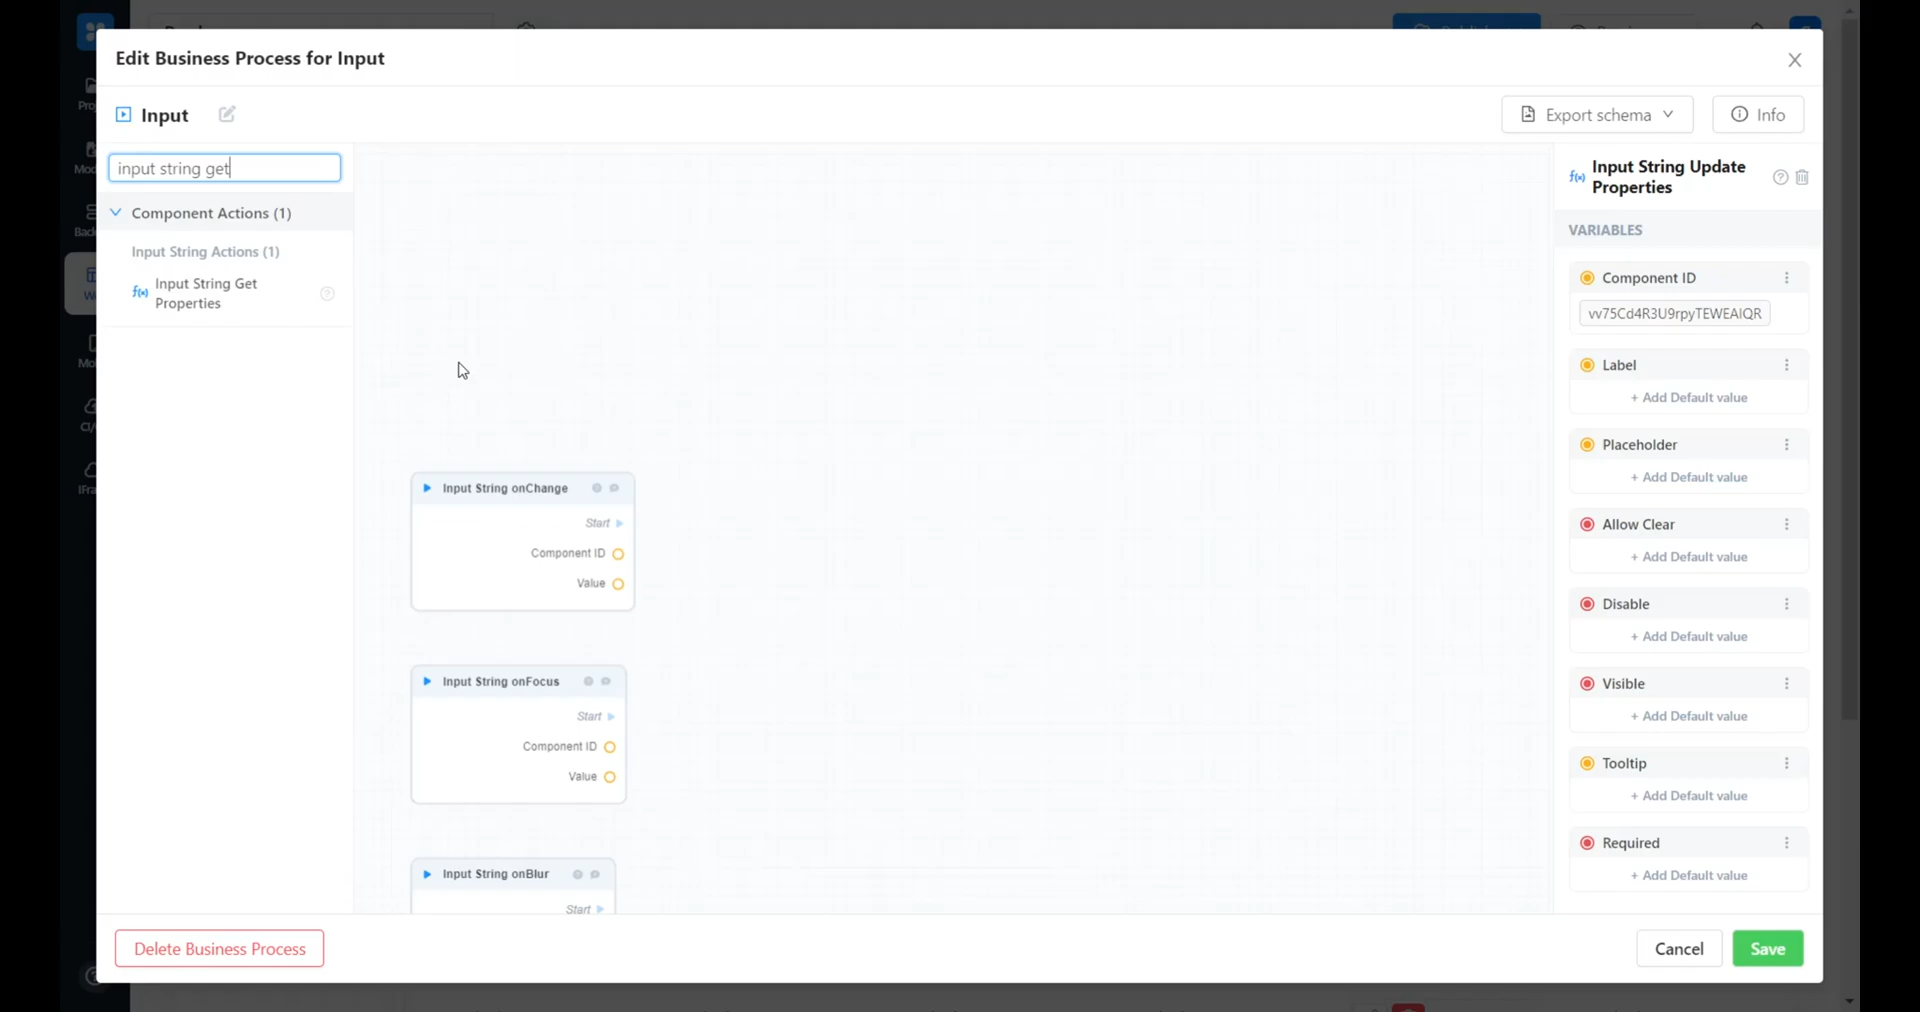 Edit Business Process for Input
Input
Export schema
Info
input string get
Component Actions (1)
Input String Actions (1)
Input String Get
Properties
Input String onChange
Start
Component ID
Value
Input String onFocus
Start
Component ID
Value
Input String onBlur
Start
Input String Update
Properties
VARIABLES
Component ID
vv75Cd4R3U9rpyTEWEAIQR
Label
+ Add Default value
Placeholder
+ Add Default value
Allow Clear
+ Add Default value
Disable
+ Add Default value
Visible
+ Add Default value
Tooltip
+ Add Default value
Required
+ Add Default value
Delete Business Process
Cancel
Save